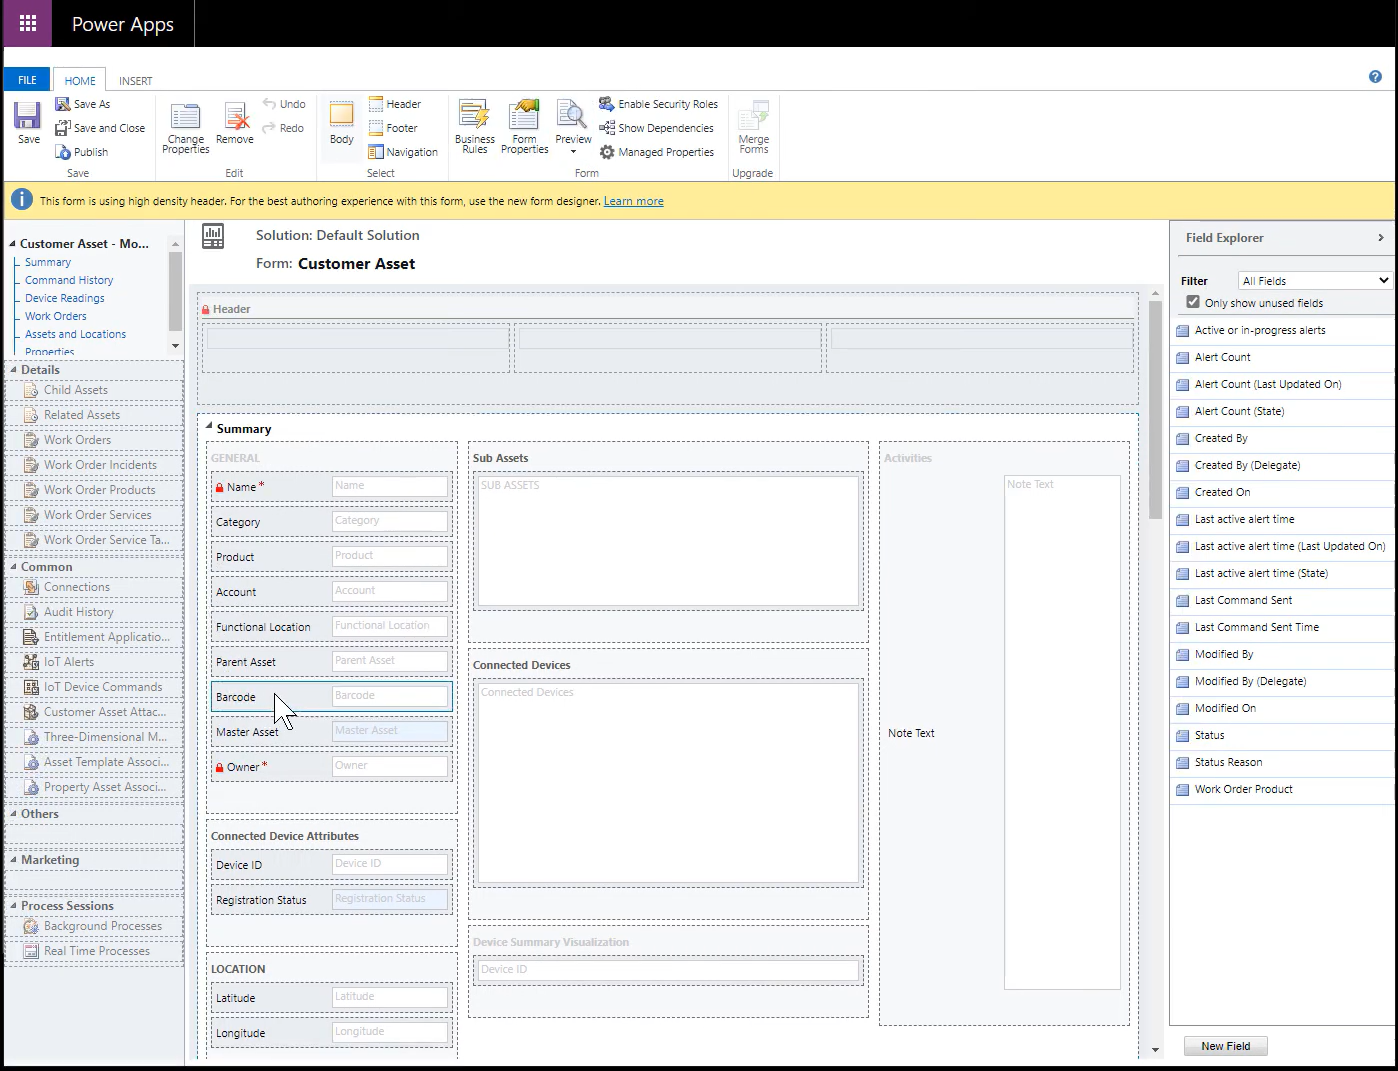 Power Apps
FILE
HOME
INSERT
Save
Save As
Save and Close
Publish
Save
Change Properties
Remove
Undo
Redo
Edit
Body
Header
Footer
Navigation
Select
Business Rules
Form Properties
Preview
Enable Security Roles
Show Dependencies
Managed Properties
Form
Merge Forms
Upgrade
This form is using high density header. For the best authoring experience with this form, use the new form designer. Learn more
Customer Asset - Mo...
Summary
Command History
Device Readings
Work Orders
Assets and Locations
Properties
Details
Child Assets
Related Assets
Work Orders
Work Order Incidents
Work Order Products
Work Order Services
Work Order Service Ta...
Common
Connections
Audit History
Entitlement Applicatio...
IoT Alerts
IoT Device Commands
Customer Asset Attac...
Three-Dimensional M...
Asset Template Associ...
Property Asset Associ...
Others
Marketing
Process Sessions
Background Processes
Real Time Processes
Solution: Default Solution
Form: Customer Asset
Header
Summary
GENERAL
Name * Name
Category Category
Product Product
Account Account
Functional Location Functional Location
Parent Asset Parent Asset
Barcode Barcode
Master Asset Master Asset
Owner * Owner
Connected Device Attributes
Device ID Device ID
Registration Status Registration Status
LOCATION
Latitude Latitude
Longitude Longitude
Sub Assets
SUB ASSETS
Connected Devices
Connected Devices
Device Summary Visualization
Device ID
Activities
Note Text
Note Text
Field Explorer
Filter All Fields
Only show unused fields
Active or in-progress alerts
Alert Count
Alert Count (Last Updated On)
Alert Count (State)
Created By
Created By (Delegate)
Created On
Last active alert time
Last active alert time (Last Updated On)
Last active alert time (State)
Last Command Sent
Last Command Sent Time
Modified By
Modified By (Delegate)
Modified On
Status
Status Reason
Work Order Product
New Field